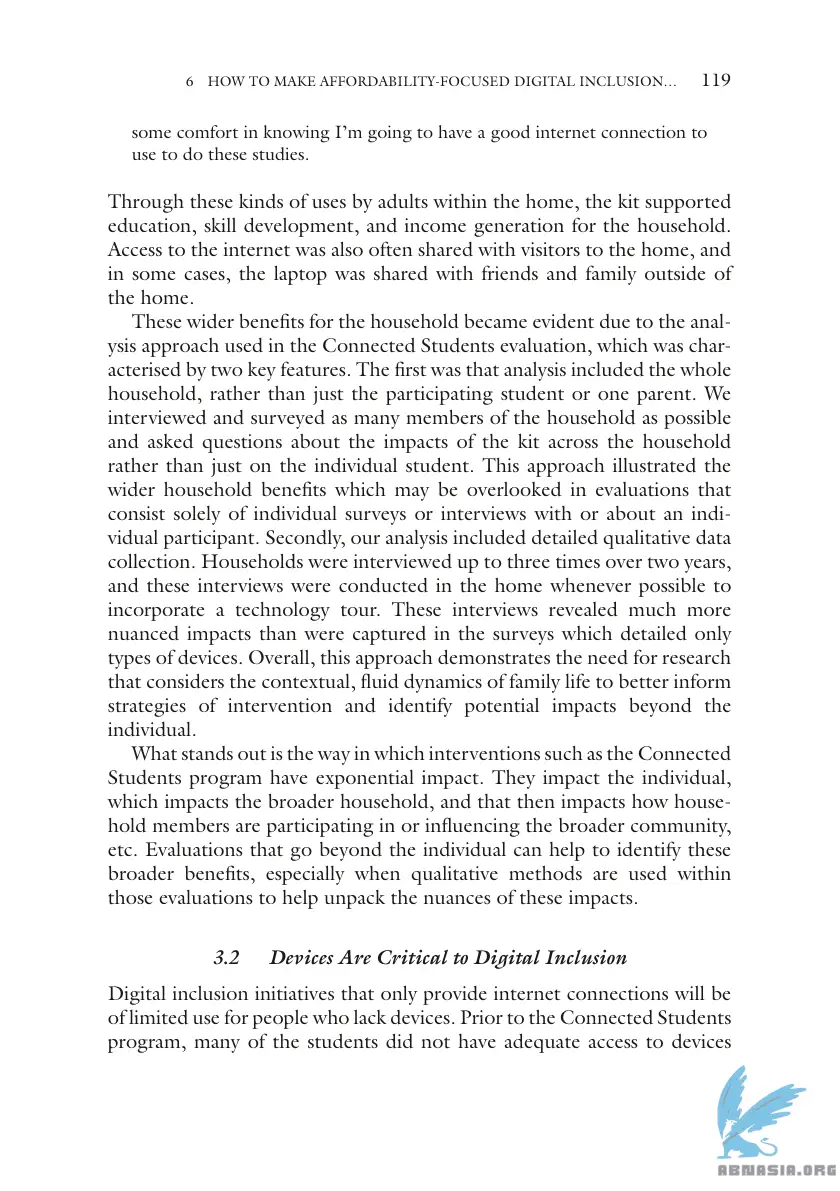 6 HOW TO MAKE AFFORDABILITY-FOCUSED DIGITAL INCLUSION… 119
some comfort in knowing I’m going to have a good internet connection to
use to do these studies.
Through these kinds of uses by adults within the home, the kit supported
education, skill development, and income generation for the household.
Access to the internet was also often shared with visitors to the home, and
in some cases, the laptop was shared with friends and family outside of
the home.
These wider benefits for the household became evident due to the anal-
ysis approach used in the Connected Students evaluation, which was char-
acterised by two key features. The first was that analysis included the whole
household, rather than just the participating student or one parent. We
interviewed and surveyed as many members of the household as possible
and asked questions about the impacts of the kit across the household
rather than just on the individual student. This approach illustrated the
wider household benefits which may be overlooked in evaluations that
consist solely of individual surveys or interviews with or about an indi-
vidual participant. Secondly, our analysis included detailed qualitative data
collection. Households were interviewed up to three times over two years,
and these interviews were conducted in the home whenever possible to
incorporate a technology tour. These interviews revealed much more
nuanced impacts than were captured in the surveys which detailed only
types of devices. Overall, this approach demonstrates the need for research
that considers the contextual, fluid dynamics of family life to better inform
strategies of intervention and identify potential impacts beyond the
individual.
What stands out is the way in which interventions such as the Connected
Students program have exponential impact. They impact the individual,
which impacts the broader household, and that then impacts how house-
hold members are participating in or influencing the broader community,
etc. Evaluations that go beyond the individual can help to identify these
broader benefits, especially when qualitative methods are used within
those evaluations to help unpack the nuances of these impacts.
3.2 Devices Are Critical to Digital Inclusion
Digital inclusion initiatives that only provide internet connections will be
of limited use for people who lack devices. Prior to the Connected Students
program, many of the students did not have adequate access to devices
ABNASIA.ORG